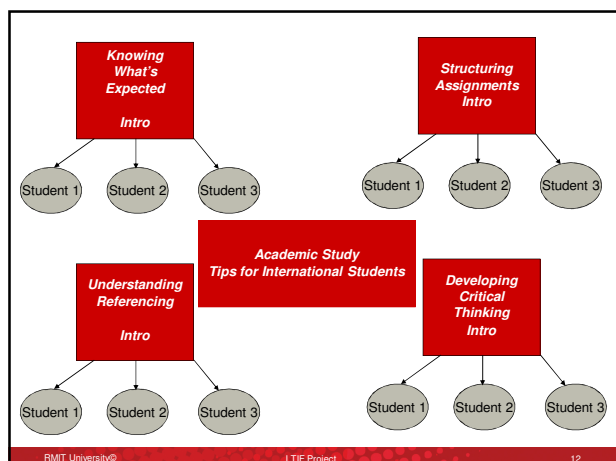 Knowing
What's
Expected
Intro
Student 1
Student 2
Student 3
Structuring
Assignments
Intro
Student 1
Student 2
Student 3
Academic Study
Tips for International Students
Understanding
Referencing
Intro
Student 1
Student 2
Student 3
Developing
Critical
Thinking
Intro
Student 1
Student 2
Student 3
RMIT University©
LTIF Project
12